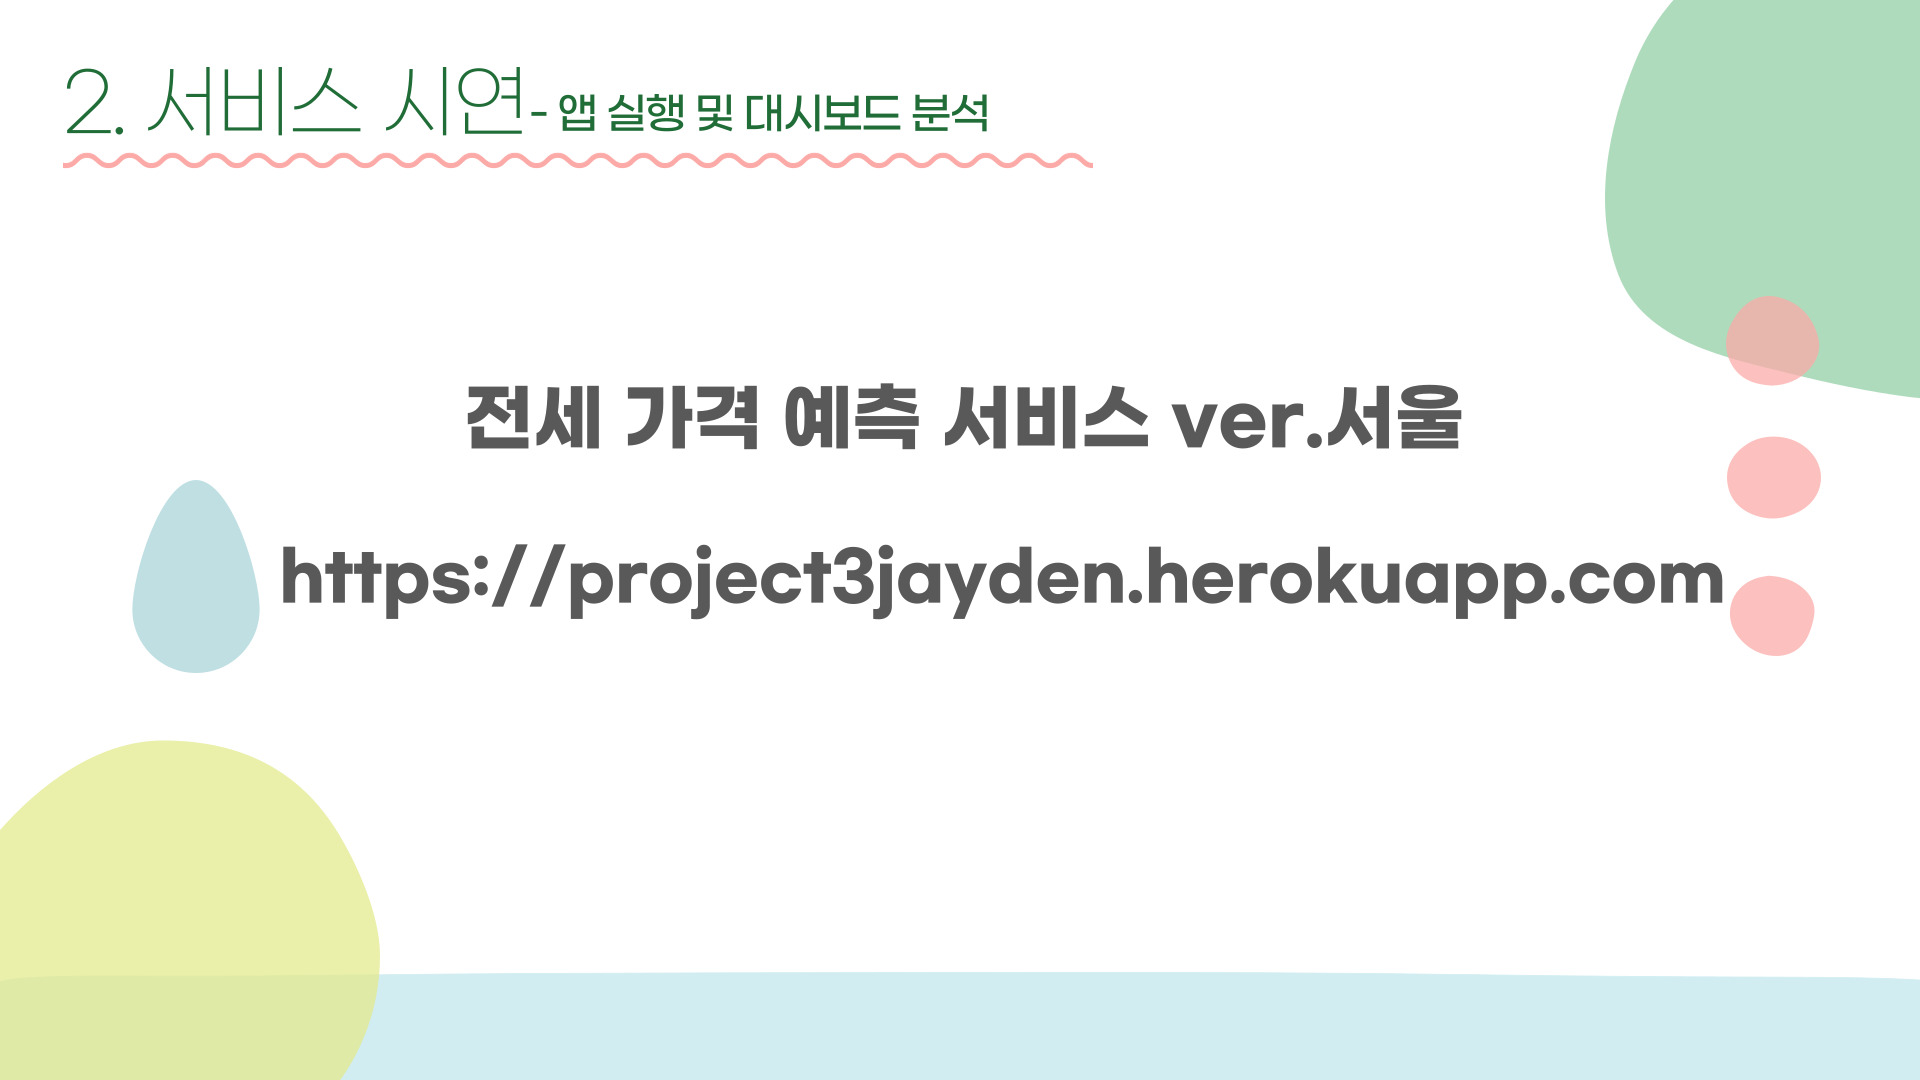 2. 서비스 시연- 앱 실행 및 대시보드 분석
전세 가격 예측 서비스 ver.서울
https://project3jayden.herokuapp.com